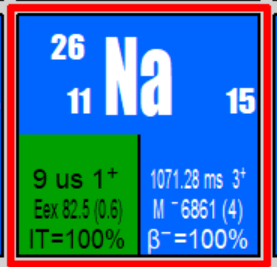 26
Na
11 15
9 us 1+
Eex 82.5 (0.6)
IT=100%
1071.28 ms 3+
M -6861 (4)
β-=100%